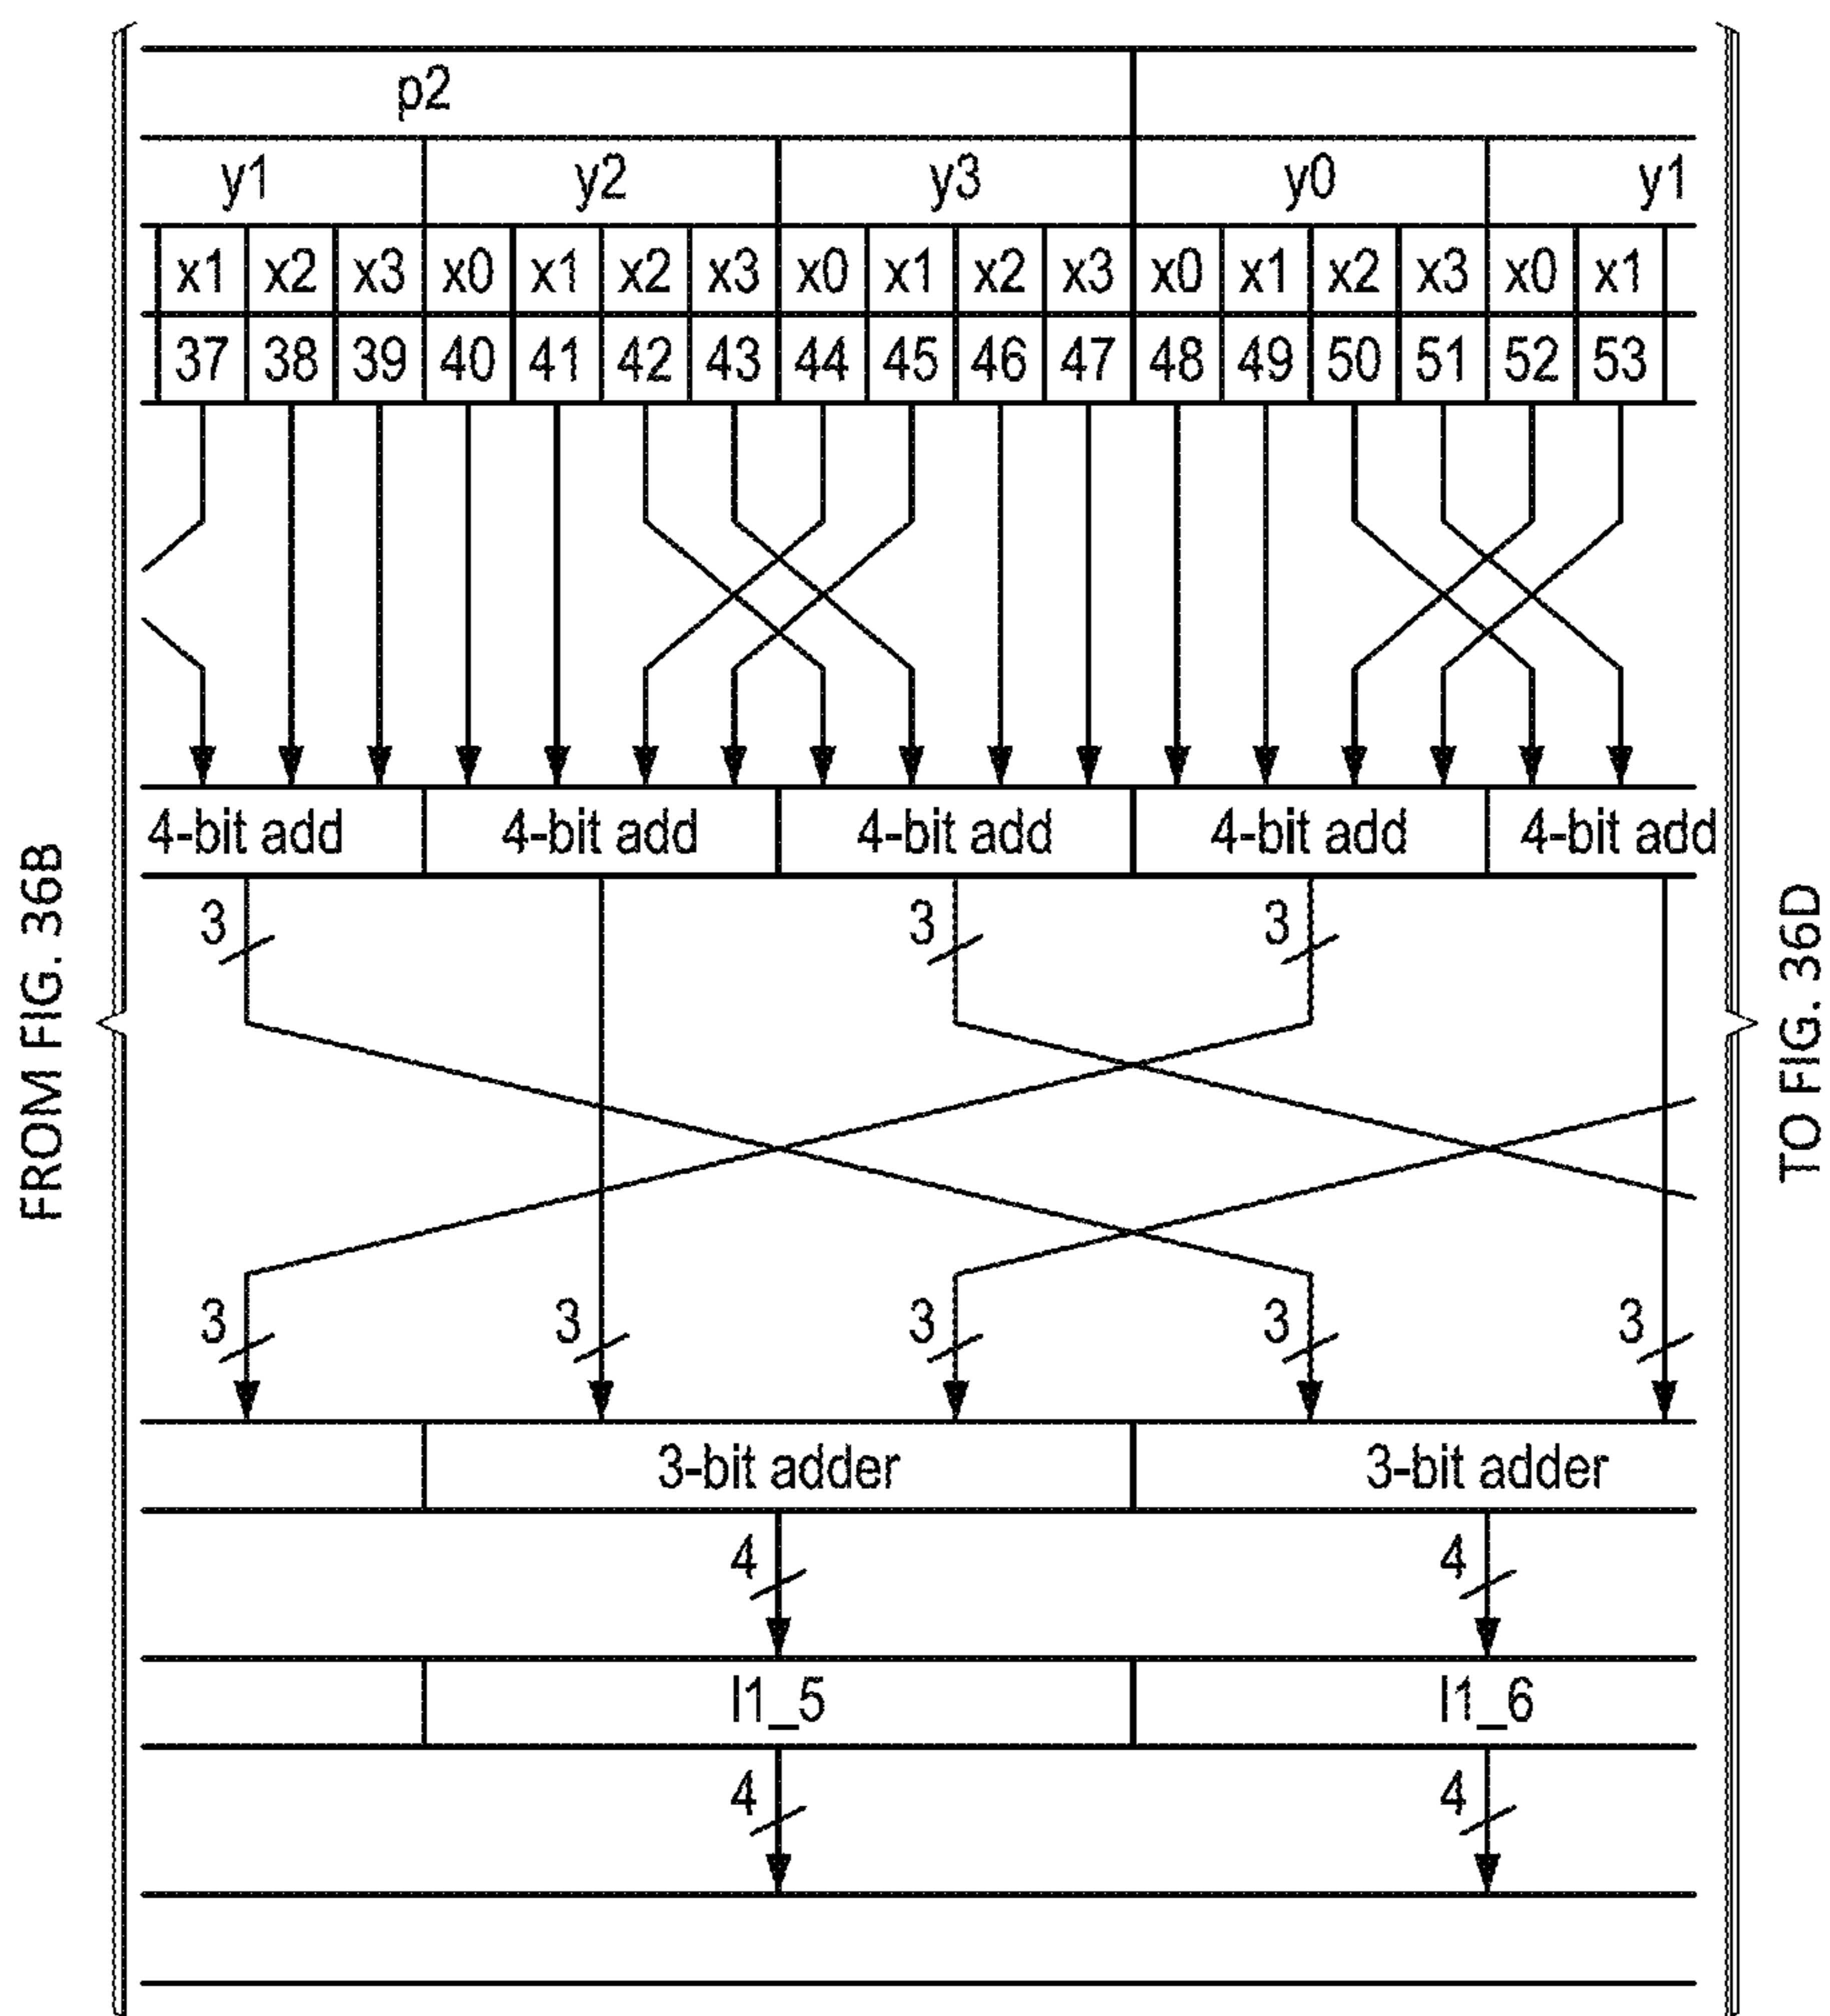 p2
y1 y2 y3 y0 y1
x1 x2 x3 x0 x1 x2 x3 x0 x1 x2 x3 x0 x1 x2 x3 x0 x1
37 38 39 40 41 42 43 44 45 46 47 48 49 50 51 52 53
4-bit add 4-bit add 4-bit add 4-bit add 4-bit add
3 3 3
FROM FIG. 36B
TO FIG. 36D
3 3 3 3 3
3-bit adder 3-bit adder
4 4
l1_5 l1_6
4 4